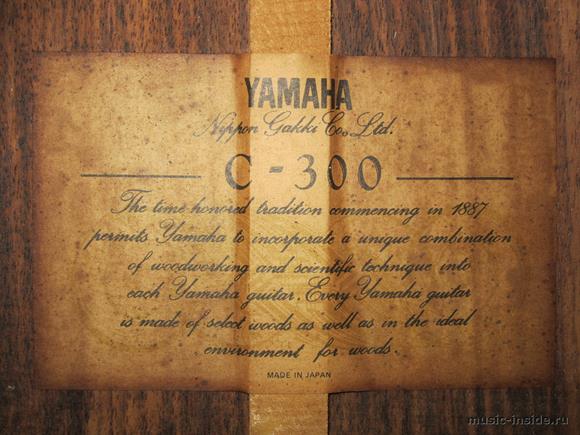 YAMAHA
Nippon Gakki Co., Ltd.
C-300
The time honored tradition commencing in 1887
permits Yamaha to incorporate a unique combination
of woodworking and scientific technique into
each Yamaha guitar. Every Yamaha guitar
is made of select woods as well as in the ideal
environment for woods.
MADE IN JAPAN
music-inside.ru